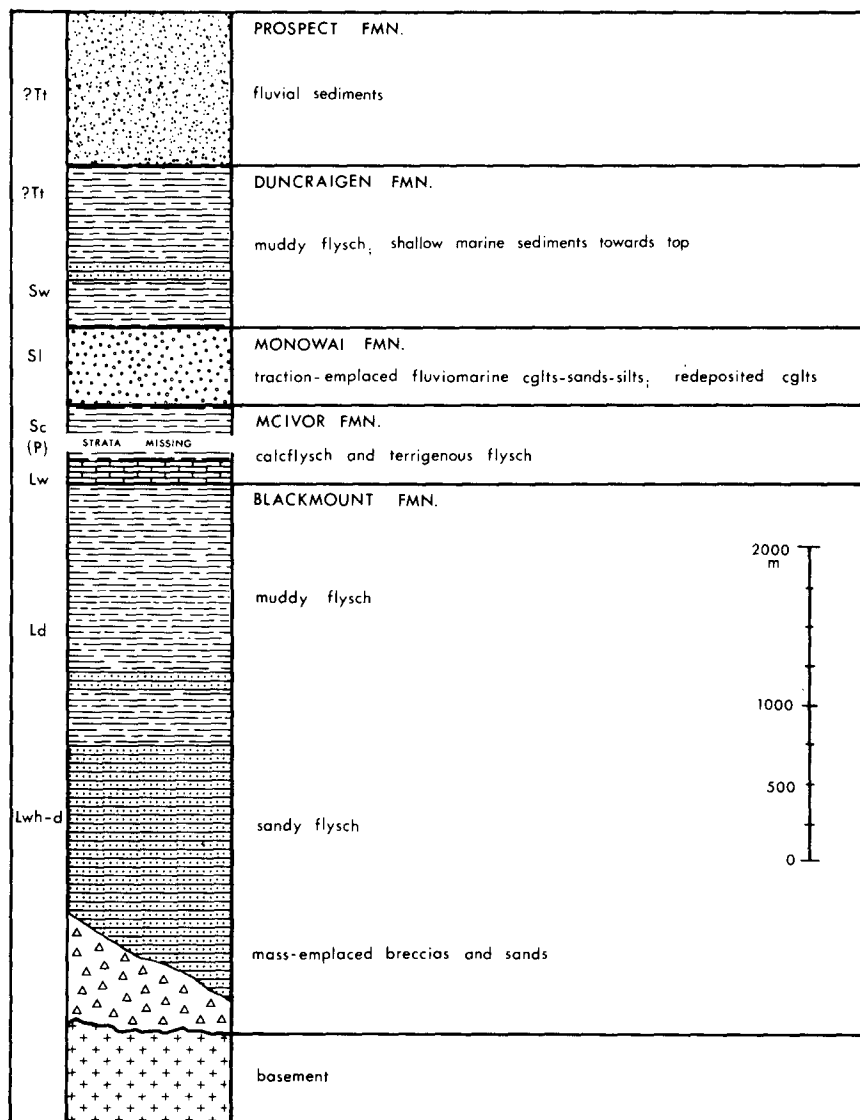 PROSPECT FMN.
?Tt
fluvial sediments
DUNCRAIGEN FMN.
?Tt
muddy flysch; shallow marine sediments towards top
Sw
MONOWAI FMN.
Sl
traction-emplaced fluviomarine cglts-sands-silts; redeposited cglts
MCIVOR FMN.
Sc
(P)
STRATA MISSING
calcflysch and terrigenous flysch
Lw
BLACKMOUNT FMN.
2000
m
muddy flysch
Ld
1000
500
Lwh-d
sandy flysch
0
mass-emplaced breccias and sands
basement